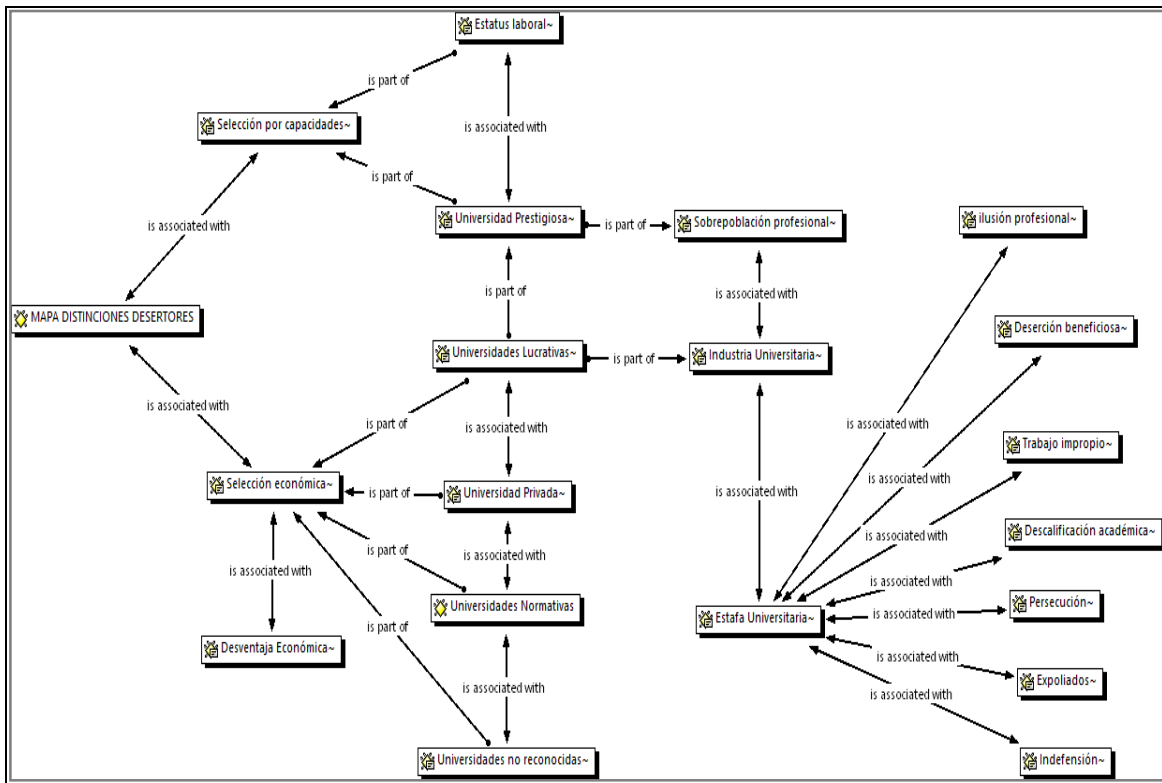 Estatus laboral~
is part of
Selección por capacidades~
is associated with
is part of
is associated with
Universidad Prestigiosa~
is part of
Sobrepoblación profesional~
ilusión profesional~
is part of
is associated with
MAPA DISTINCIONES DESERTORES
Deserción beneficiosa~
Universidades Lucrativas~
is part of
Industria Universitaria~
is associated with
is part of
is associated with
is associated with
Trabajo impropio~
Selección económica~
is part of
Universidad Privada~
is associated with
is associated with
is part of
is associated with
is associated with
Descalificación académica~
is associated with
is associated with
Universidades Normativas
Estafa Universitaria~
is associated with
Persecución~
is part of
Desventaja Económica~
is associated with
Expoliados~
is associated with
is associated with
Universidades no reconocidas~
Indefensión~